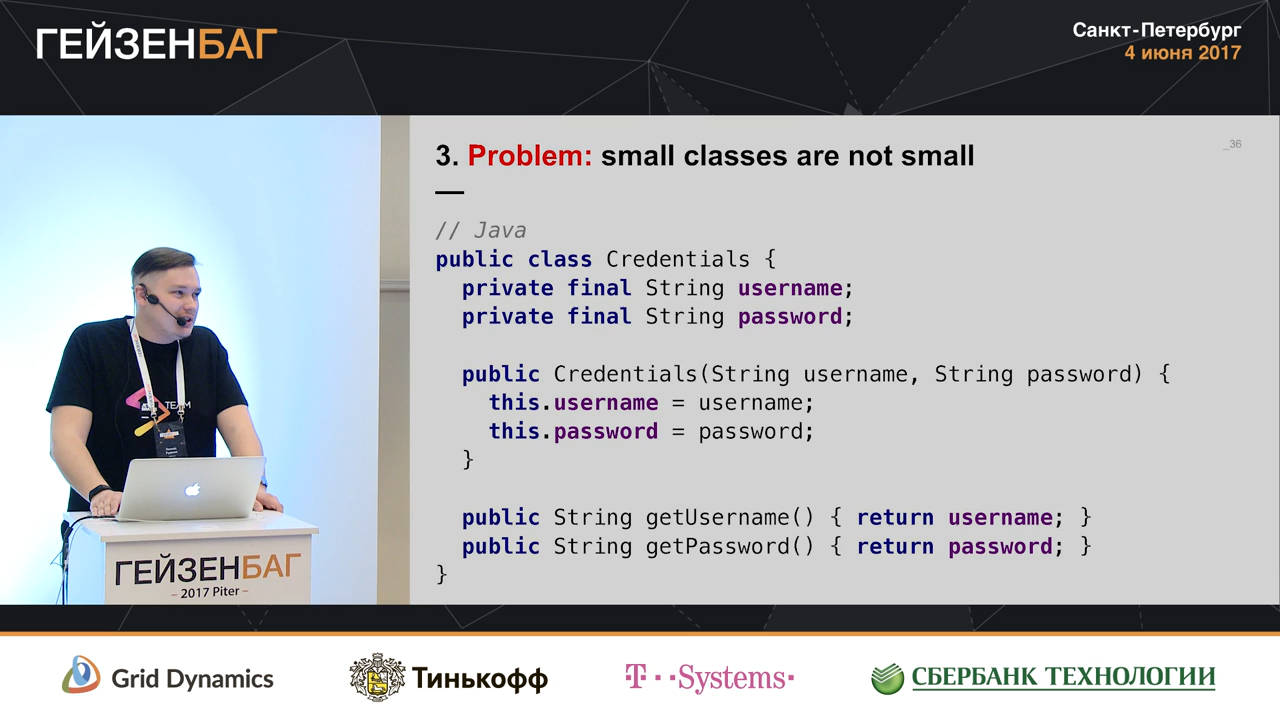 ГЕЙЗЕНБАГ
Санкт-Петербург
4 июня 2017
3. Problem: small classes are not small
_36
// Java
public class Credentials {
private final String username;
private final String password;
public Credentials(String username, String password) {
this.username = username;
this.password = password;
}
public String getUsername() { return username; }
public String getPassword() { return password; }
}
TEAM
ГЕЙЗЕНБАГ
- 2017 Piter -
Grid Dynamics
Тинькофф
T··Systems·
СБЕРБАНК ТЕХНОЛОГИИ